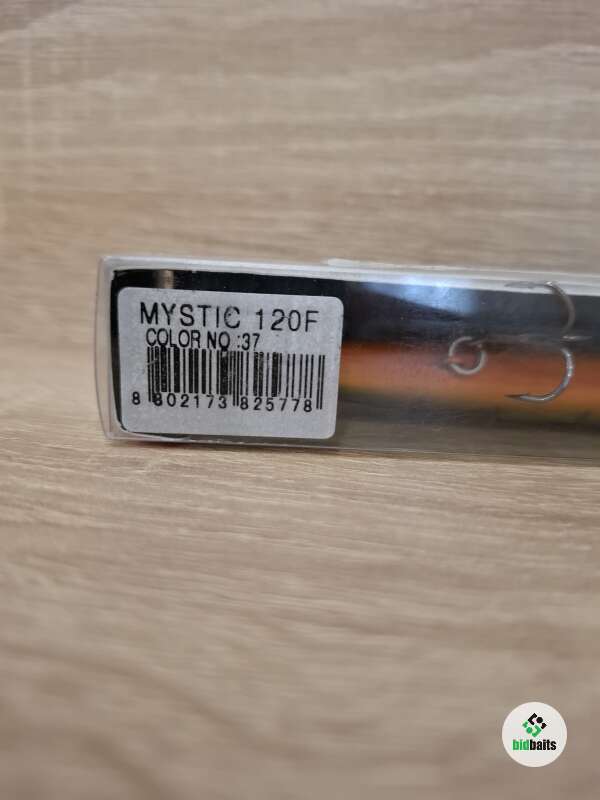 MYSTIC 120F
COLOR NO :37
8 802173 825778
bidbaits